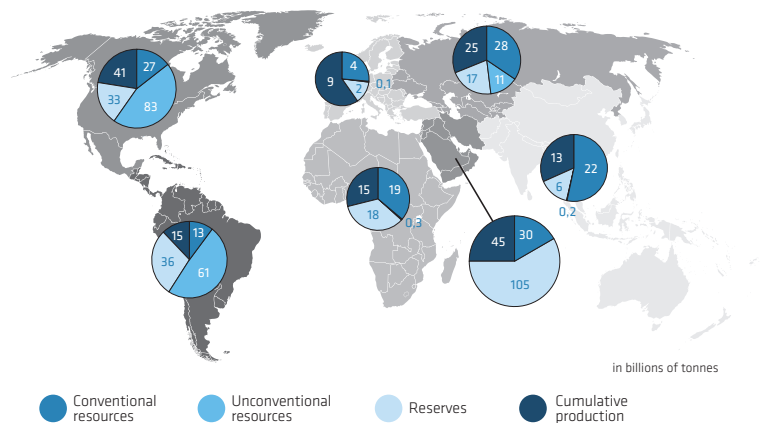 41 27
33 83
9 4
2 0,1
25 28
17 11
13 22
6
0,2
15 19
18 0,3
45 30
105
15 13
36 61
in billions of tonnes
Conventional
resources
Unconventional
resources
Reserves
Cumulative
production